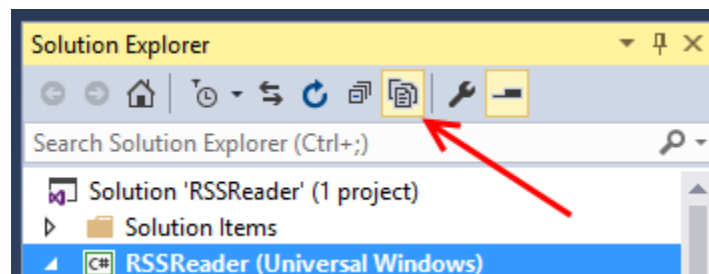 Solution Explorer
Search Solution Explorer (Ctrl+;)
Solution 'RSSReader' (1 project)
Solution Items
C# RSSReader (Universal Windows)